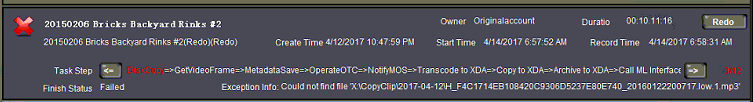 20150206 Bricks Backyard Rinks #2 Owner Originalaccount Duratio 00:10.11:16 Redo
20150206 Bricks Backyard Rinks #2(Redo)(Redo) Create Time 4/12/2017 10:47:59 PM Start Time 4/14/2017 6:57:52 AM Record Time 4/14/2017 6:58:31 AM
Task Step <= =>GetVideoFrame=>MetadataSave=>OperateOTC=>NotifyMOS=>Transcode to XDA=>Copy to XDA=>Archive to XDA=>Call ML Interface =>
Finish Status Failed Exception Info: Could not find file 'X:\CopyClip\2017-04-12\H_F4C1714EB108420C9306D5237E80E740_20160122200717.low.1.mp3'